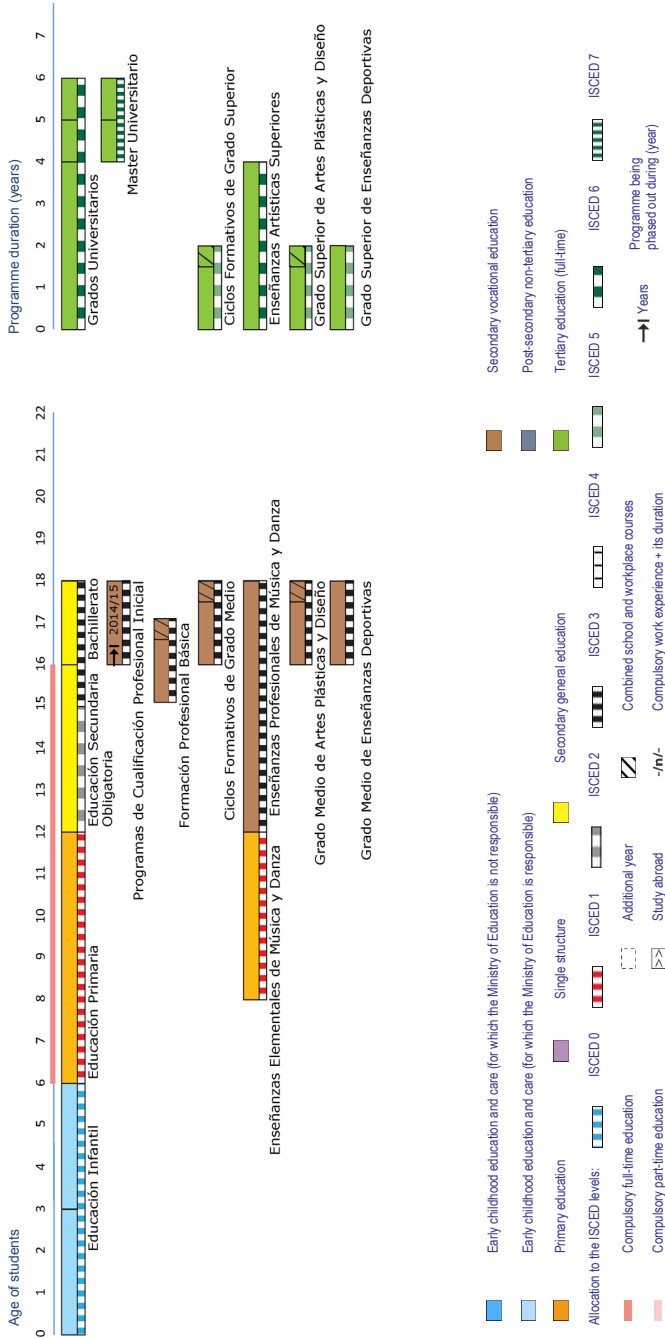 Age of students
Programme duration (years)
0 1 2 3 4 5 6 7 8 9 10 11 12 13 14 15 16 17 18 19 20 21 22
0 1 2 3 4 5 6 7
Educación Infantil
Educación Primaria
Educación Secundaria
Obligatoria
Bachillerato
Grados Universitarios
2014/15
Programas de Cualificación Profesional Inicial
Master Universitario
Formación Profesional Básica
Ciclos Formativos de Grado Medio
Ciclos Formativos de Grado Superior
Enseñanzas Elementales de Música y Danza
Enseñanzas Profesionales de Música y Danza
Enseñanzas Artísticas Superiores
Grado Medio de Artes Plásticas y Diseño
Grado Superior de Artes Plásticas y Diseño
Grado Medio de Enseñanzas Deportivas
Grado Superior de Enseñanzas Deportivas
Early childhood education and care (for which the Ministry of Education is not responsible)
Secondary vocational education
Early childhood education and care (for which the Ministry of Education is responsible)
Post-secondary non-tertiary education
Primary education
Single structure
Secondary general education
Tertiary education (full-time)
Allocation to the ISCED levels:
ISCED 0
ISCED 1
ISCED 2
ISCED 3
ISCED 4
ISCED 5
ISCED 6
ISCED 7
Compulsory full-time education
Additional year
Combined school and workplace courses
Years
Programme being
phased out during (year)
Compulsory part-time education
>> Study abroad
-/n/- Compulsory work experience + its duration